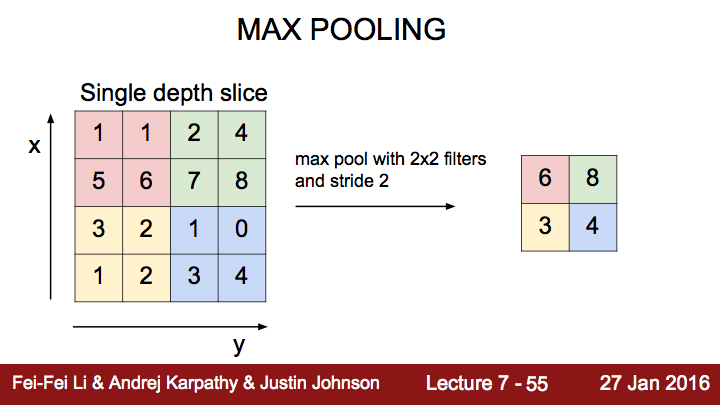 MAX POOLING
Single depth slice
x
1 1 2 4
5 6 7 8
3 2 1 0
1 2 3 4
y
max pool with 2x2 filters
and stride 2
6 8
3 4
Fei-Fei Li & Andrej Karpathy & Justin Johnson
Lecture 7 - 55
27 Jan 2016